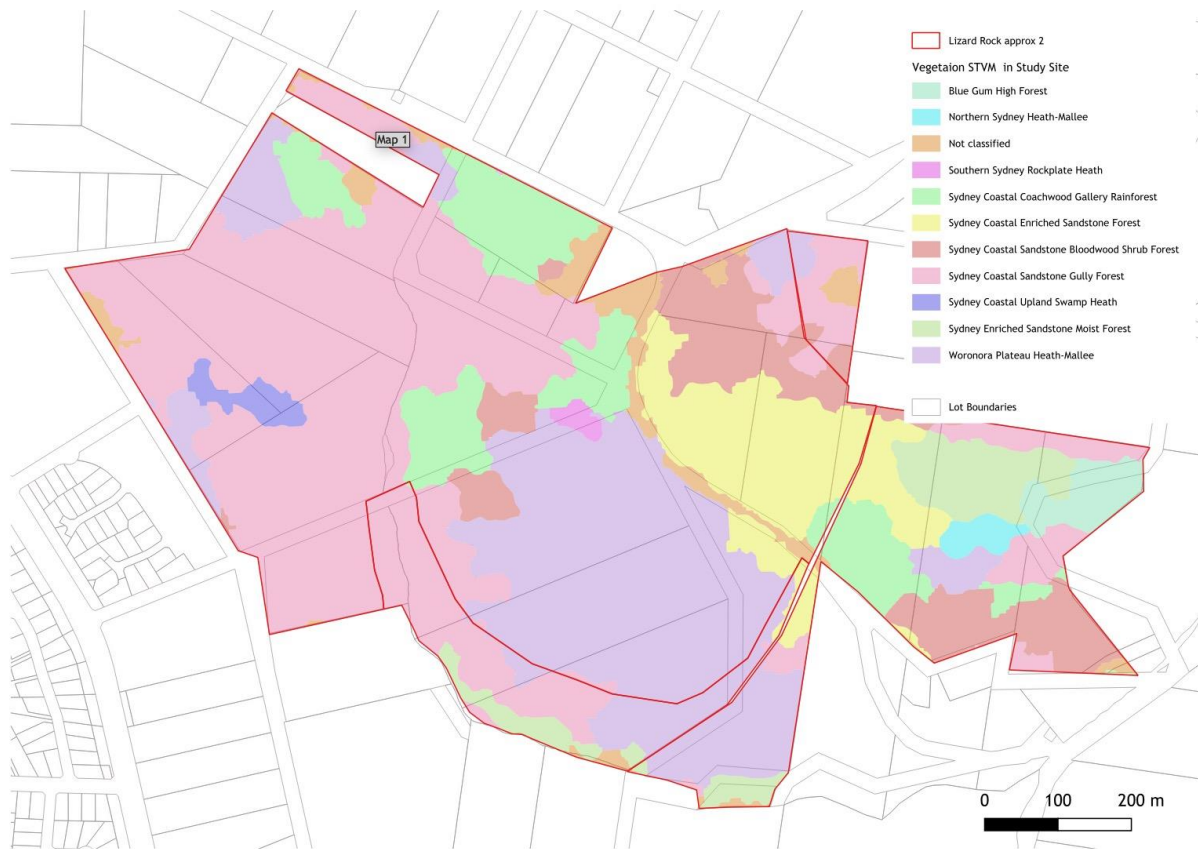 Lizard Rock approx 2
Vegetaion STVM in Study Site
Blue Gum High Forest
Northern Sydney Heath-Mallee
Not classified
Southern Sydney Rockplate Heath
Sydney Coastal Coachwood Gallery Rainforest
Sydney Coastal Enriched Sandstone Forest
Sydney Coastal Sandstone Bloodwood Shrub Forest
Sydney Coastal Sandstone Gully Forest
Sydney Coastal Upland Swamp Heath
Sydney Enriched Sandstone Moist Forest
Woronora Plateau Heath-Mallee
Lot Boundaries
Map 1
0 100 200 m